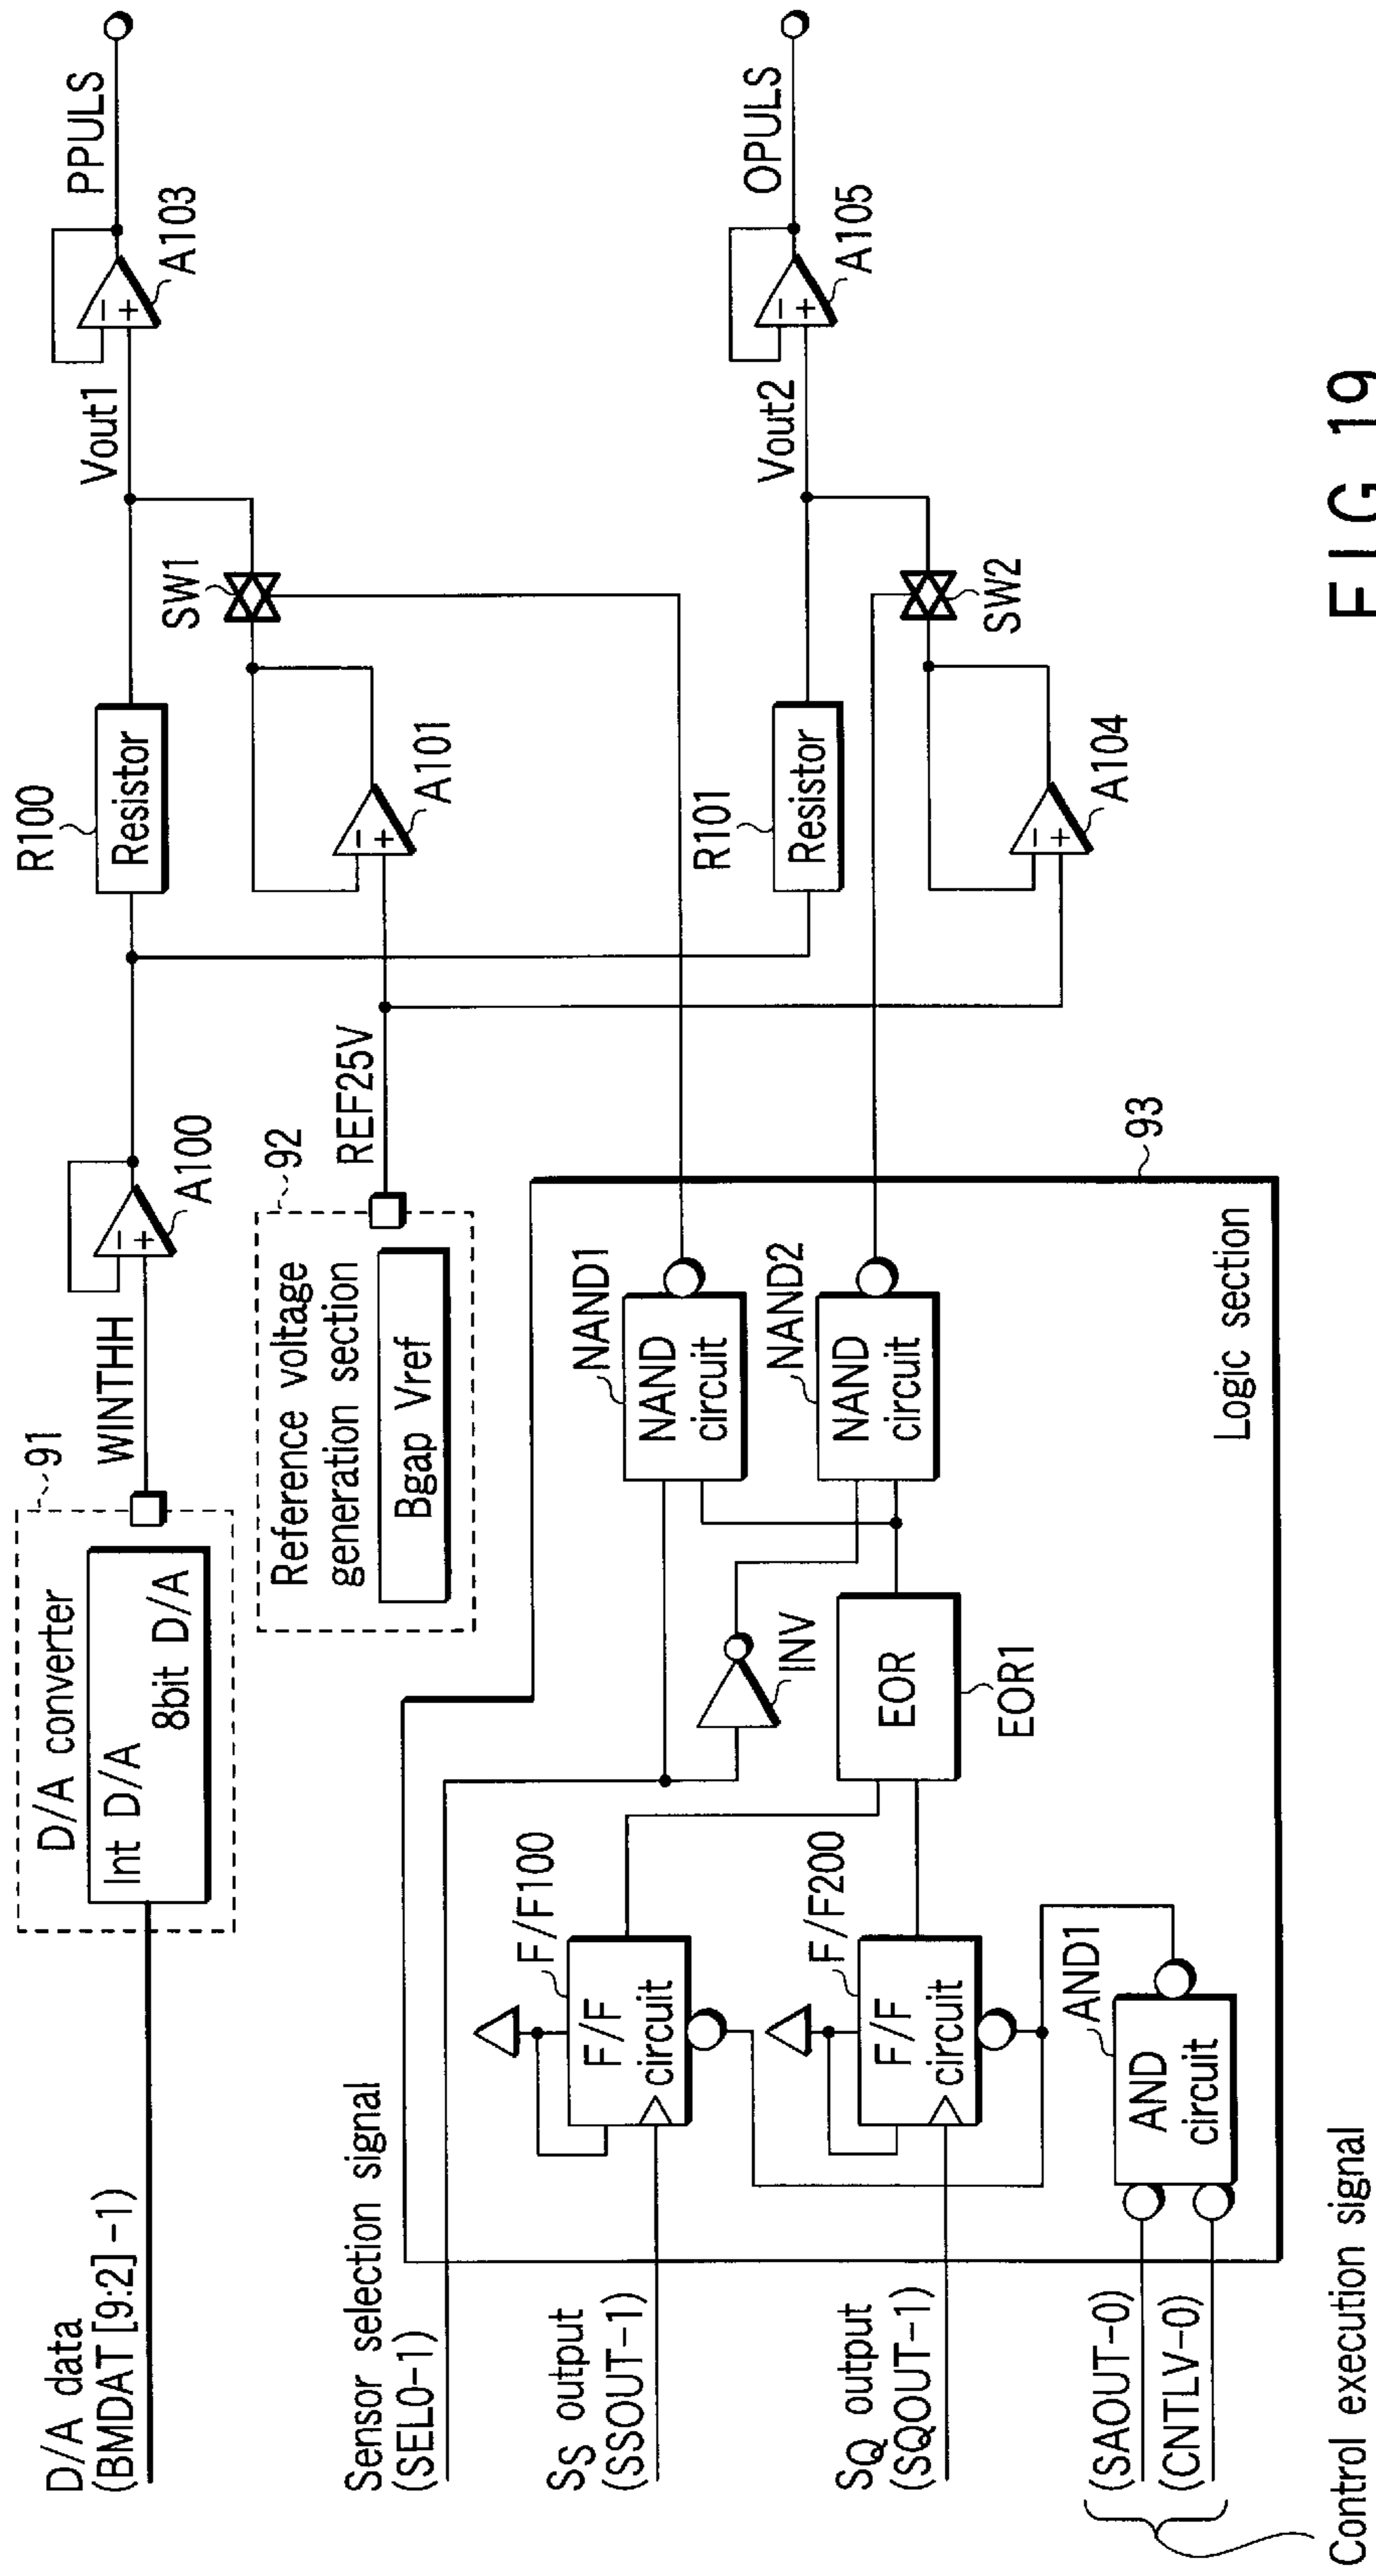 D/A data
(BMDAT [9:2] -1)
91
D/A converter
Int D/A
8bit D/A
WINTHH
−
+
A100
R100
Resistor
Vout1
−
+
A103
PPULS
92
Reference voltage
generation section
Bgap Vref
REF25V
−
+
A101
SW1
Sensor selection signal
(SEL0-1)
SS output
(SSOUT-1)
F/F100
F/F
circuit
INV
NAND1
NAND
circuit
SQ output
(SQOUT-1)
F/F200
F/F
circuit
EOR
EOR1
NAND2
NAND
circuit
R101
Resistor
Vout2
−
+
A105
OPULS
SW2
−
+
A104
(SAOUT-0)
(CNTLV-0)
AND1
AND
circuit
Logic section
93
Control execution signal
FIG 19